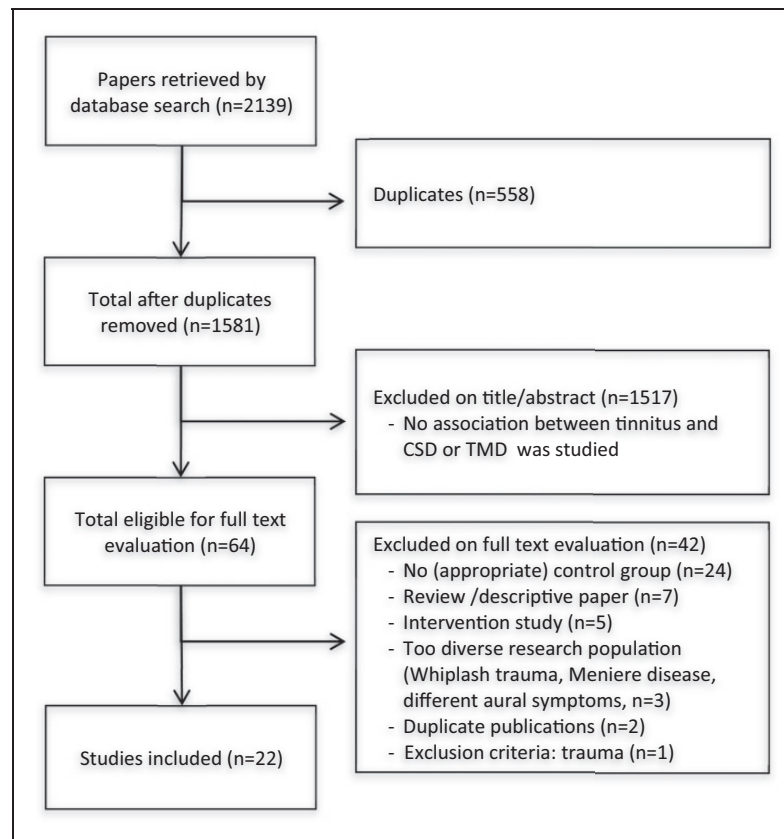 Papers retrieved by
database search (n=2139)
Duplicates (n=558)
Total after duplicates
removed (n=1581)
Excluded on title/abstract (n=1517)
- No association between tinnitus and
CSD or TMD was studied
Total eligible for full text
evaluation (n=64)
Excluded on full text evaluation (n=42)
- No (appropriate) control group (n=24)
- Review /descriptive paper (n=7)
- Intervention study (n=5)
- Too diverse research population
(Whiplash trauma, Meniere disease,
different aural symptoms, n=3)
- Duplicate publications (n=2)
- Exclusion criteria: trauma (n=1)
Studies included (n=22)